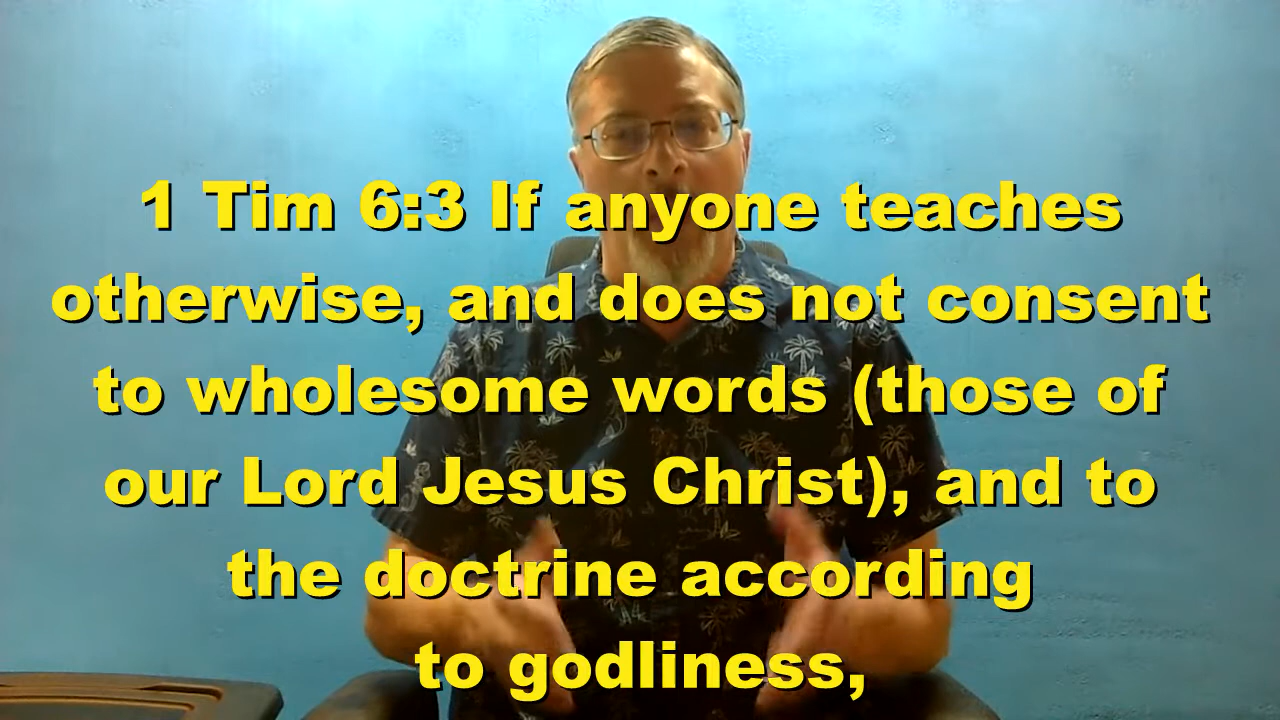 1 Tim 6:3 If anyone teaches
otherwise, and does not consent
to wholesome words (those of
our Lord Jesus Christ), and to
the doctrine according
to godliness,